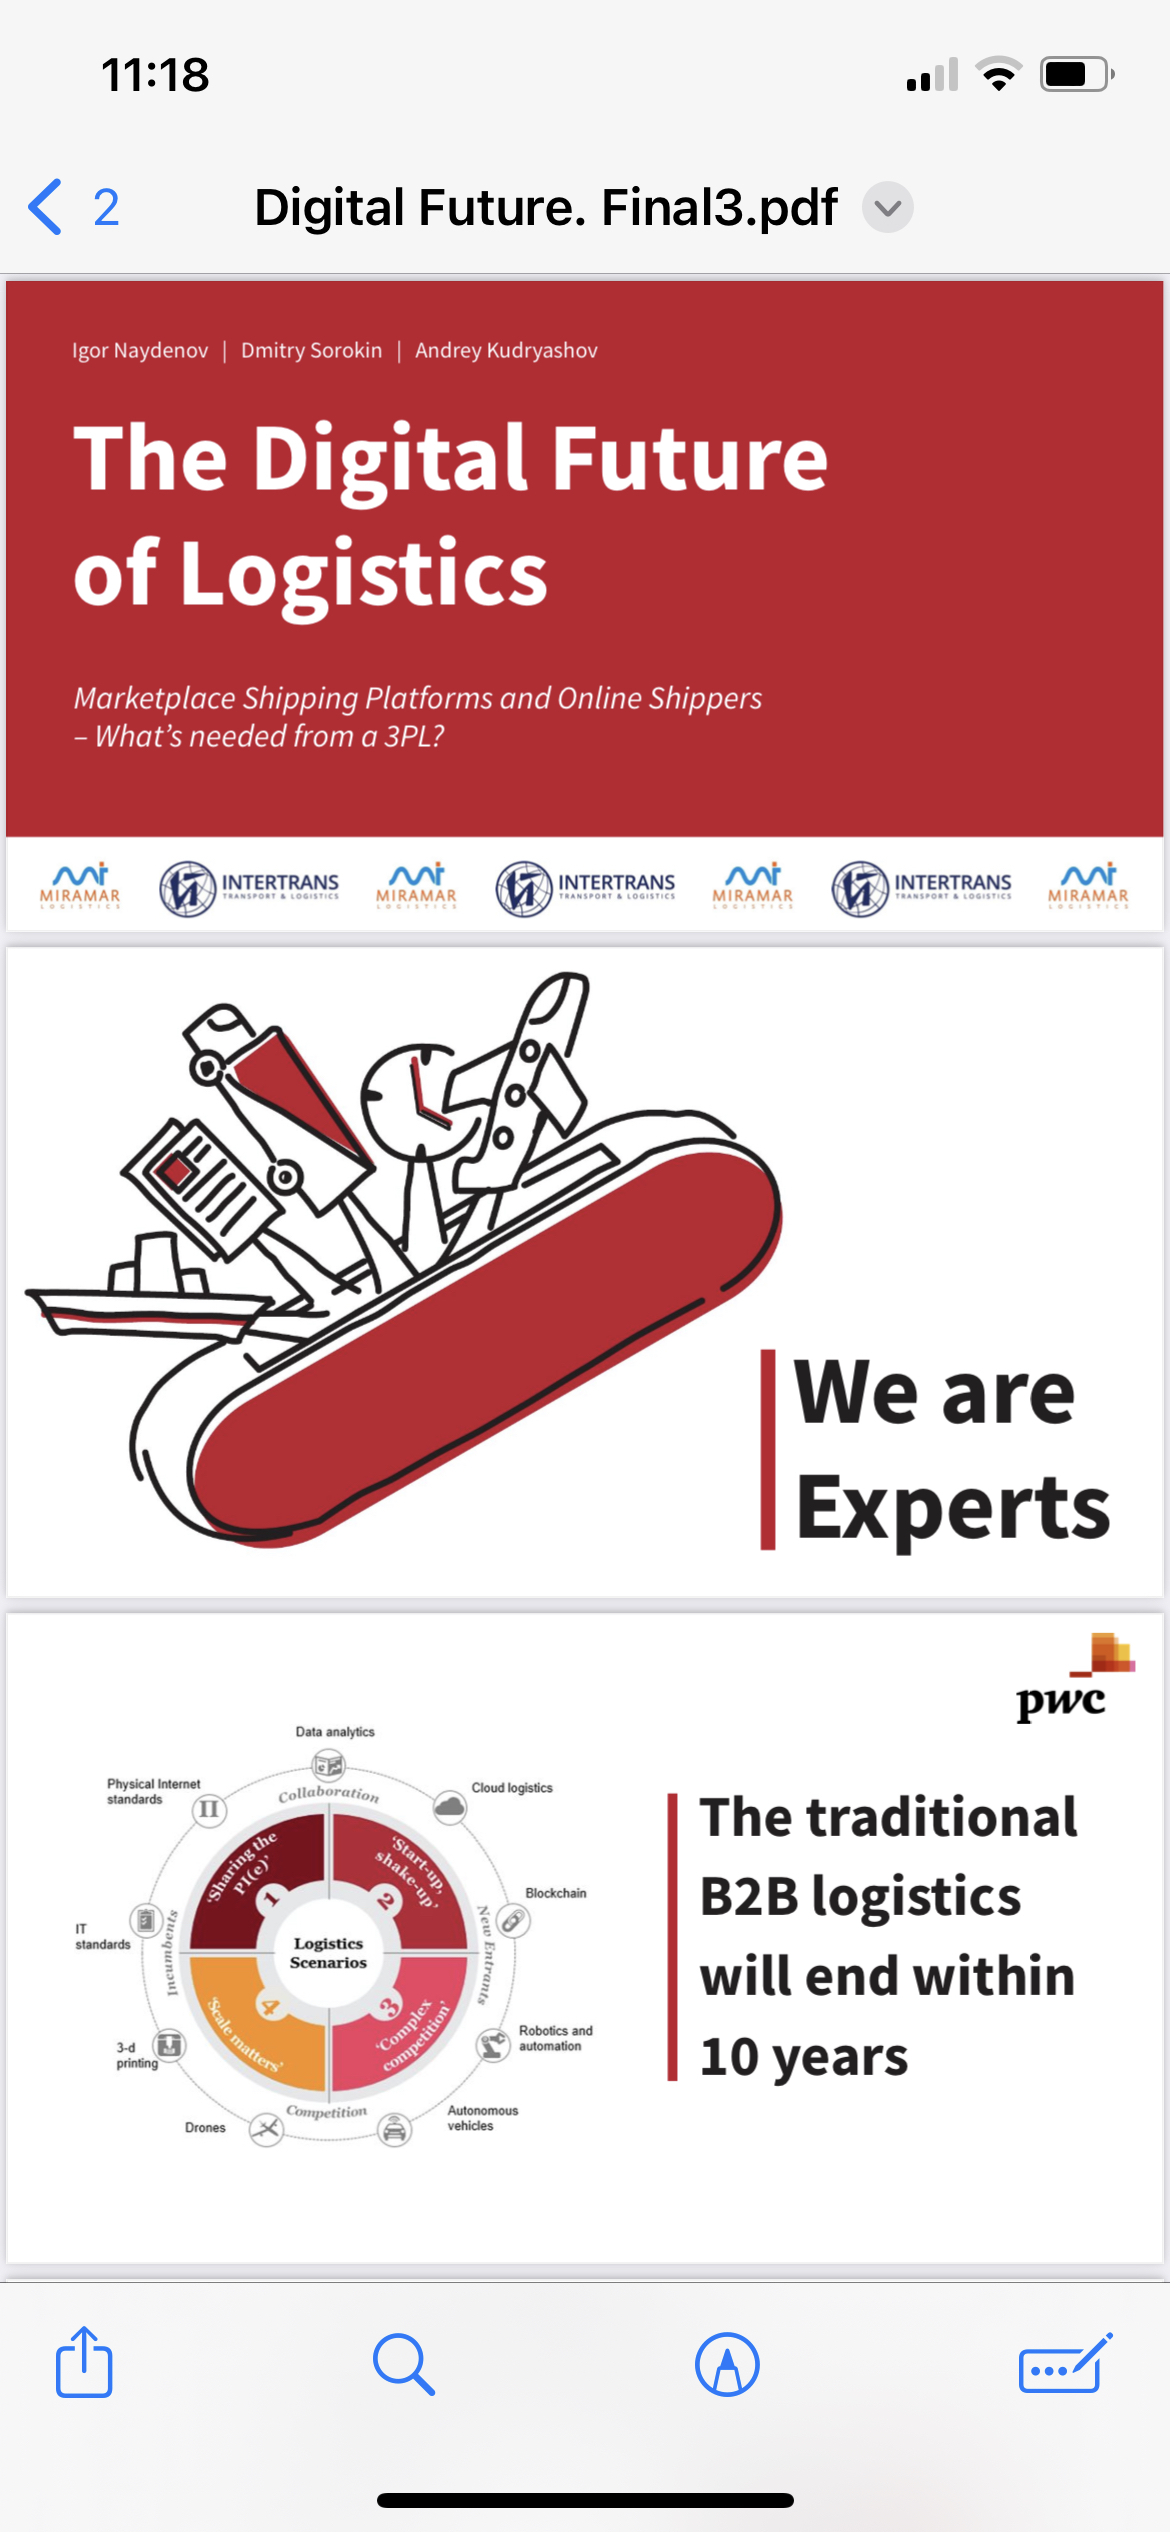 11:18
2
Digital Future. Final3.pdf
Igor Naydenov | Dmitry Sorokin | Andrey Kudryashov
The Digital Future
of Logistics
Marketplace Shipping Platforms and Online Shippers
– What's needed from a 3PL?
MIRAMAR
LOGISTICS
INTERTRANS
TRANSPORT & LOGISTICS
MIRAMAR
LOGISTICS
INTERTRANS
TRANSPORT & LOGISTICS
MIRAMAR
LOGISTICS
INTERTRANS
TRANSPORT & LOGISTICS
MIRAMAR
LOGISTICS
We are
Experts
pwc
Data analytics
Physical Internet
standards
Collaboration
Cloud logistics
'Sharing the
PI(e)'
1
'Start-up,
shake-up'
2
Blockchain
IT
standards
Incumbents
New Entrants
Logistics
Scenarios
4
'Scale matters'
3
'Complex
competition'
Robotics and
automation
3-d
printing
Competition
Autonomous
vehicles
Drones
The traditional
B2B logistics
will end within
10 years